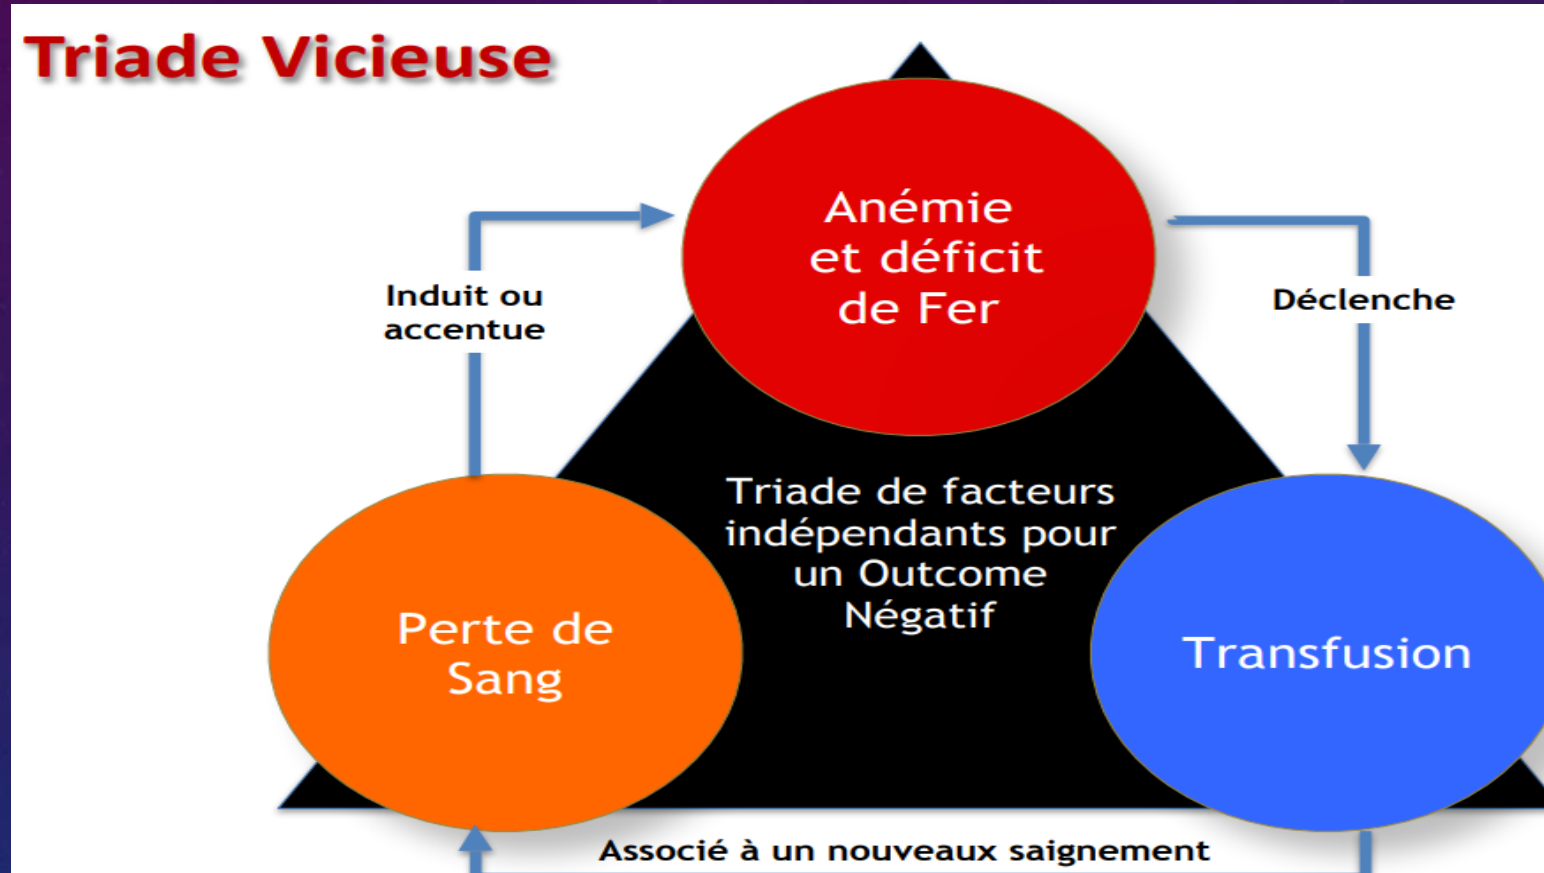 Triade Vicieuse
Anémie
et déficit
de Fer
Induit ou
accentue
Déclenche
Triade de facteurs
indépendants pour
un Outcome
Négatif
Perte de
Sang
Transfusion
Associé à un nouveaux saignement